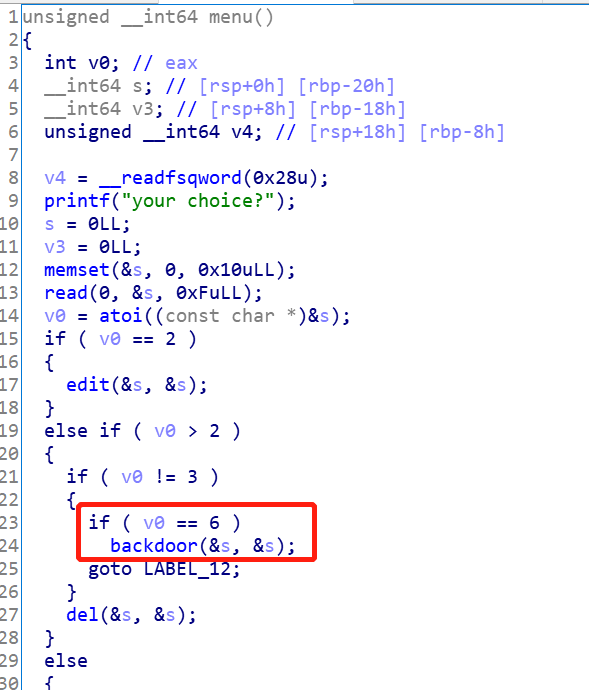 1 unsigned __int64 menu()
2 {
3 int v0; // eax
4 __int64 s; // [rsp+0h] [rbp-20h]
5 __int64 v3; // [rsp+8h] [rbp-18h]
6 unsigned __int64 v4; // [rsp+18h] [rbp-8h]
7
8 v4 = __readfsqword(0x28u);
9 printf("your choice?");
10 s = 0LL;
11 v3 = 0LL;
12 memset(&s, 0, 0x10uLL);
13 read(0, &s, 0xFuLL);
14 v0 = atoi((const char *)&s);
15 if ( v0 == 2 )
16 {
17 edit(&s, &s);
18 }
19 else if ( v0 > 2 )
20 {
21 if ( v0 != 3 )
22 {
23 if ( v0 == 6 )
24 backdoor(&s, &s);
25 goto LABEL_12;
26 }
27 del(&s, &s);
28 }
29 else
30 {